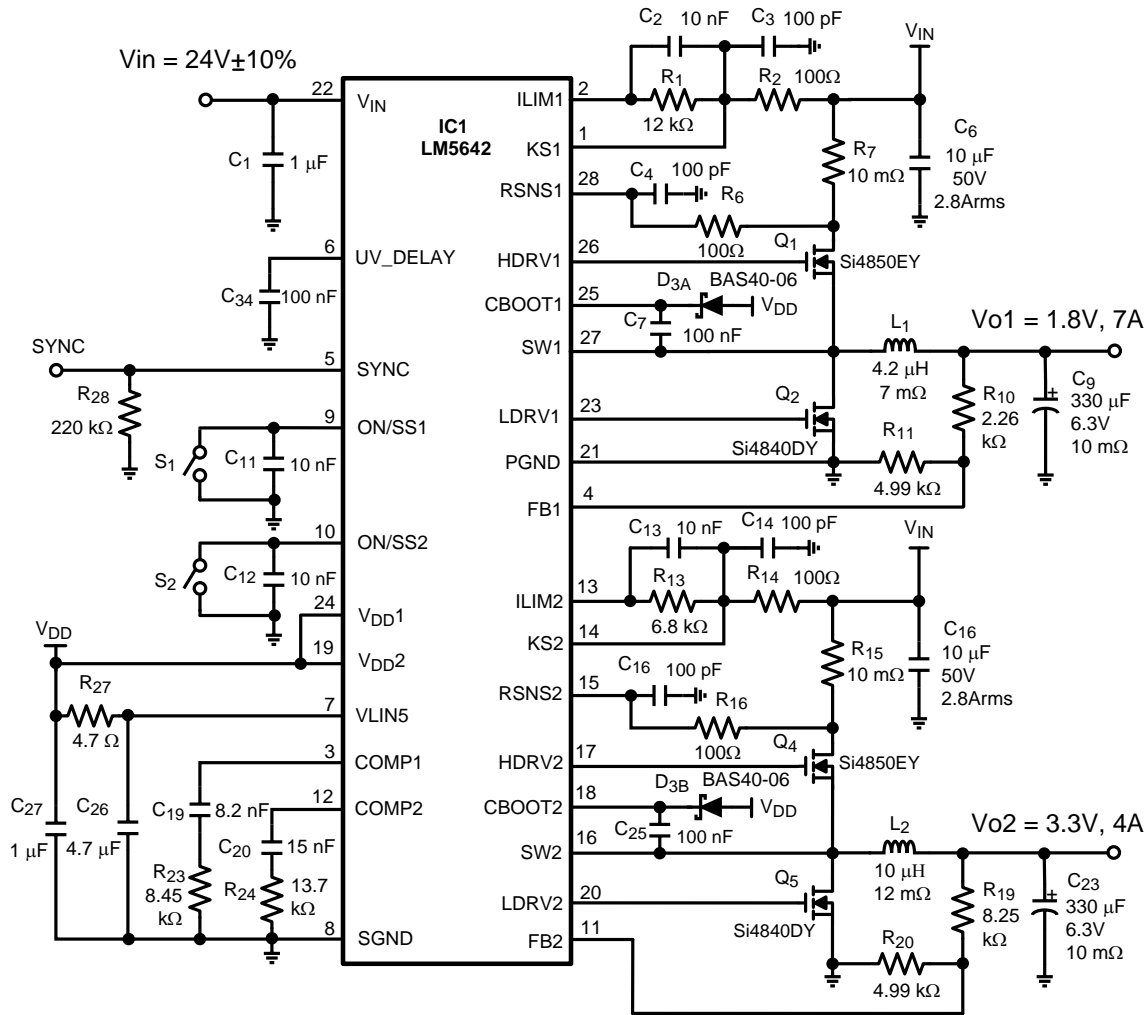 Vin = 24V±10%
22
VIN
C1
1 µF
6
UV_DELAY
C34
100 nF
SYNC
5
SYNC
R28
220 kΩ
9
ON/SS1
S1
C11
10 nF
10
ON/SS2
S2
C12
10 nF
24
VDD1
VDD
19
VDD2
R27
4.7 Ω
7
VLIN5
3
COMP1
C27
1 µF
C26
4.7 µF
C19
8.2 nF
12
COMP2
C20
15 nF
R23
8.45
kΩ
R24
13.7
kΩ
8
SGND
IC1
LM5642
C2
10 nF
C3
100 pF
VIN
ILIM1
2
R1
12 kΩ
R2
100Ω
KS1
1
R7
10 mΩ
C6
10 µF
50V
2.8Arms
RSNS1
28
C4
100 pF
R6
100Ω
HDRV1
26
Q1
Si4850EY
CBOOT1
25
D3A
BAS40-06
VDD
C7
100 nF
SW1
27
L1
4.2 µH
7 mΩ
Vo1 = 1.8V, 7A
LDRV1
23
Q2
Si4840DY
R10
2.26
kΩ
C9
+
330 µF
6.3V
10 mΩ
PGND
21
R11
4.99 kΩ
FB1
4
C13
10 nF
C14
100 pF
VIN
ILIM2
13
R13
6.8 kΩ
R14
100Ω
KS2
14
R15
10 mΩ
C16
10 µF
50V
2.8Arms
RSNS2
15
C16
100 pF
R16
100Ω
HDRV2
17
Q4
Si4850EY
CBOOT2
18
D3B
BAS40-06
VDD
C25
100 nF
SW2
16
L2
10 µH
12 mΩ
Vo2 = 3.3V, 4A
LDRV2
20
Q5
Si4840DY
R19
8.25
kΩ
C23
+
330 µF
6.3V
10 mΩ
FB2
11
R20
4.99 kΩ